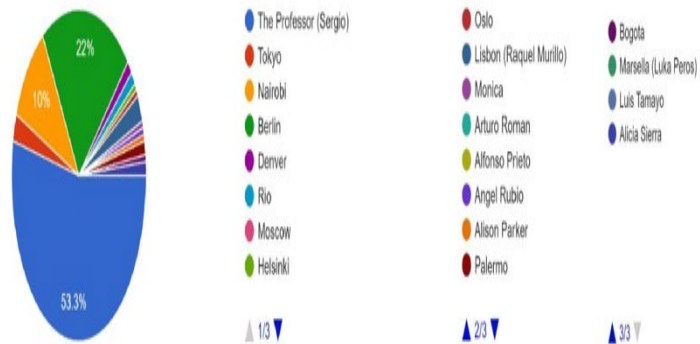 22%
10%
53.3%
The Professor (Sergio)
Tokyo
Nairobi
Berlin
Denver
Rio
Moscow
Helsinki
1/3
Oslo
Lisbon (Raquel Murillo)
Monica
Arturo Roman
Alfonso Prieto
Angel Rubio
Alison Parker
Palermo
2/3
Bogota
Marsella (Luka Peros)
Luis Tamayo
Alicia Sierra
3/3